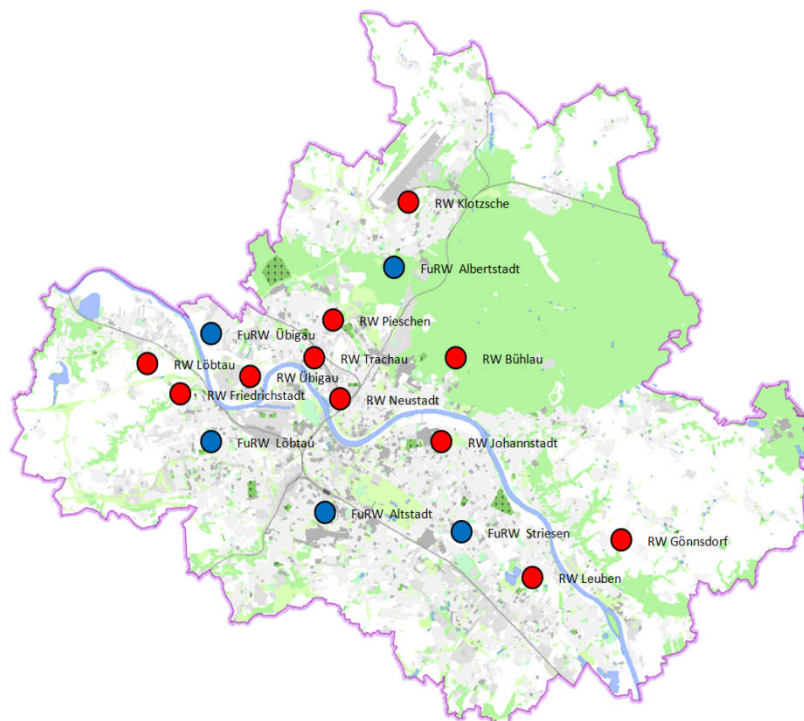 RW Klotzsche
FuRW Albertstadt
RW Pieschen
FuRW Übigau
RW Trachau
RW Bühlau
RW Löbtau
RW Übigau
RW Friedrichstadt
RW Neustadt
FuRW Löbtau
RW Johannstadt
FuRW Altstadt
FuRW Striesen
RW Gönnsdorf
RW Leuben